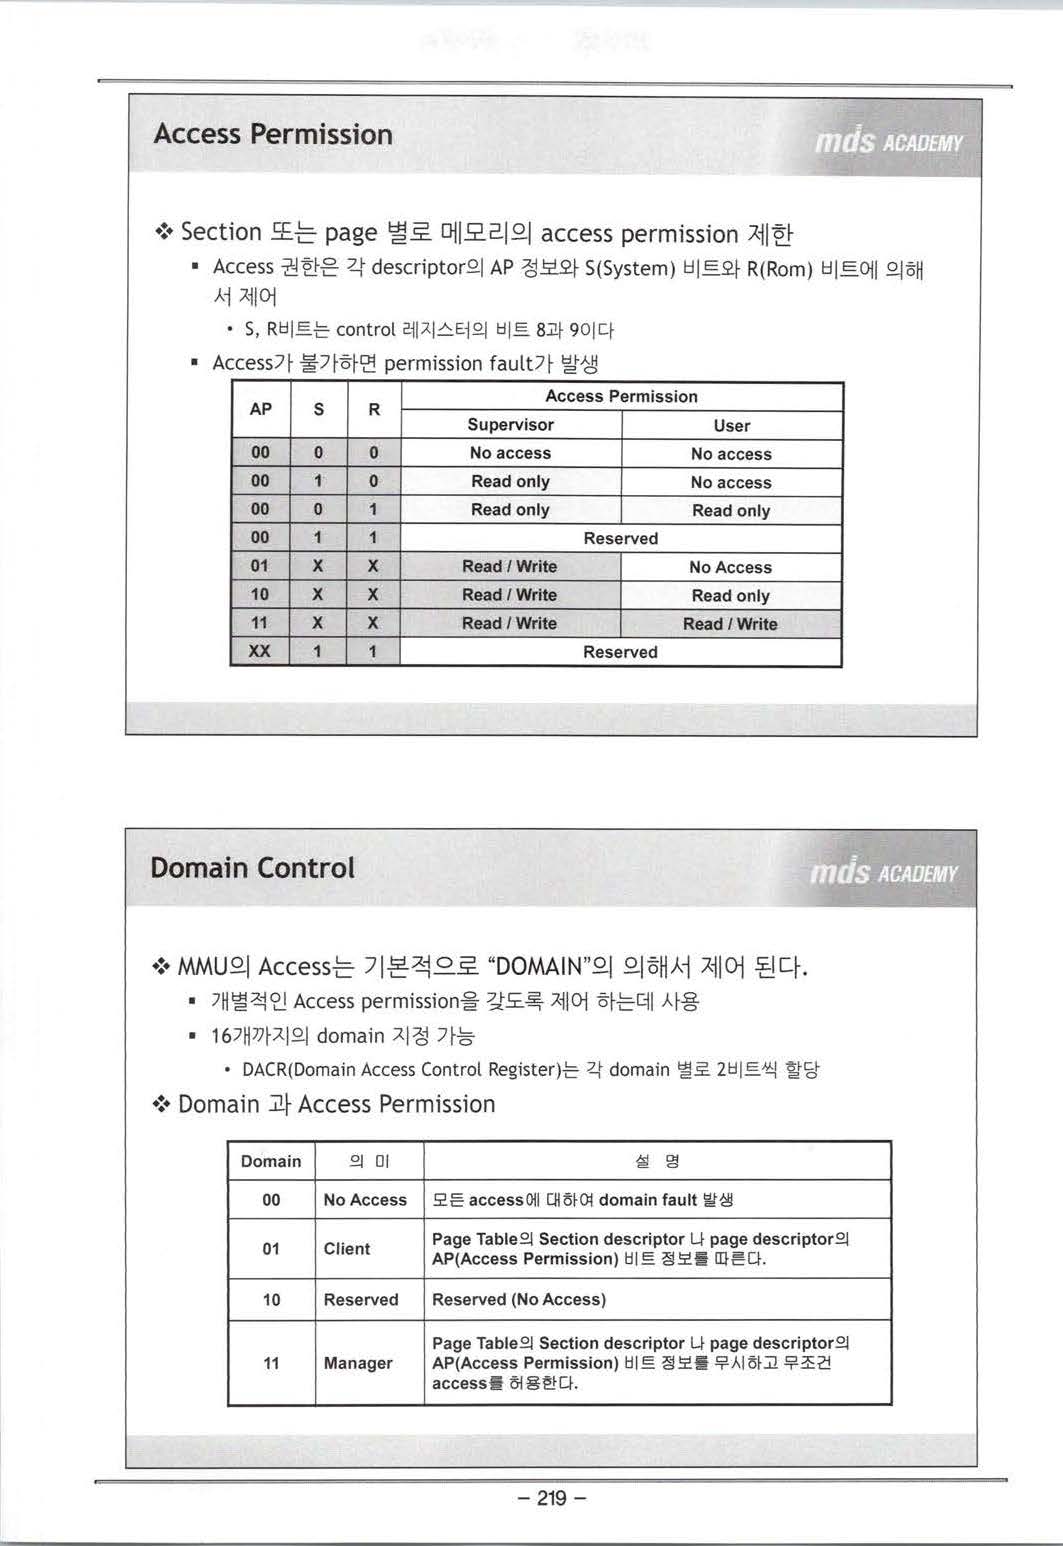 Access Permission
mds ACADEMY
❖ Section 또는 page 별로 메모리의 access permission 제한
▪ Access 권한은 각 descriptor의 AP 정보와 S(System) 비트와 R(Rom) 비트에 의해
서 제어
• S, R비트는 control 레지스터의 비트 8과 9이다
▪ Access가 불가하면 permission fault가 발생
AP S R Access Permission
Supervisor User
00 0 0 No access No access
00 1 0 Read only No access
00 0 1 Read only Read only
00 1 1 Reserved
01 X X Read / Write No Access
10 X X Read / Write Read only
11 X X Read / Write Read / Write
XX 1 1 Reserved
Domain Control
mds ACADEMY
❖ MMU의 Access는 기본적으로 “DOMAIN”의 의해서 제어 된다.
▪ 개별적인 Access permission을 갖도록 제어 하는데 사용
▪ 16개까지의 domain 지정 가능
• DACR(Domain Access Control Register)는 각 domain 별로 2비트씩 할당
❖ Domain 과 Access Permission
Domain 의 미 설 명
00 No Access 모든 access에 대하여 domain fault 발생
01 Client Page Table의 Section descriptor 나 page descriptor의
AP(Access Permission) 비트 정보를 따른다.
10 Reserved Reserved (No Access)
11 Manager Page Table의 Section descriptor 나 page descriptor의
AP(Access Permission) 비트 정보를 무시하고 무조건
access를 허용한다.
– 219 –